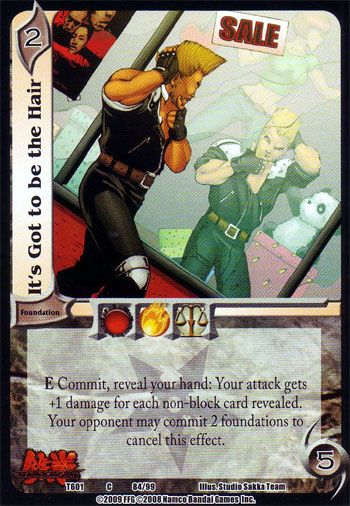 2
SALE
It's Got to be the Hair
Foundation
E Commit, reveal your hand: Your attack gets
+1 damage for each non-block card revealed.
Your opponent may commit 2 foundations to
cancel this effect.
5
T601 C 84/99 Illus. Studio Sakka Team
©2009 FFG ©2008 Namco Bandai Games Inc.